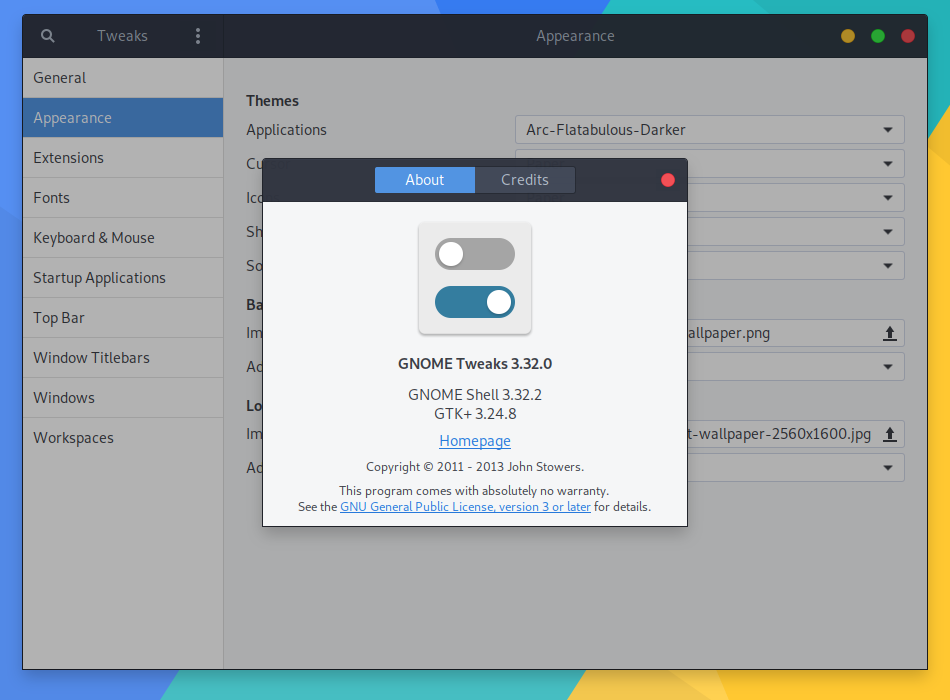 Tweaks
Appearance
General
Appearance
Extensions
Fonts
Keyboard & Mouse
Startup Applications
Top Bar
Window Titlebars
Windows
Workspaces
Themes
Applications
Arc-Flatabulous-Darker
About
Credits
GNOME Tweaks 3.32.0
GNOME Shell 3.32.2
GTK+ 3.24.8
Homepage
Copyright © 2011 - 2013 John Stowers.
This program comes with absolutely no warranty.
See the GNU General Public License, version 3 or later for details.
Cu
Ico
Sh
So
Ba
Im
allpaper.png
Ad
Lo
Im
t-wallpaper-2560x1600.jpg
Ad